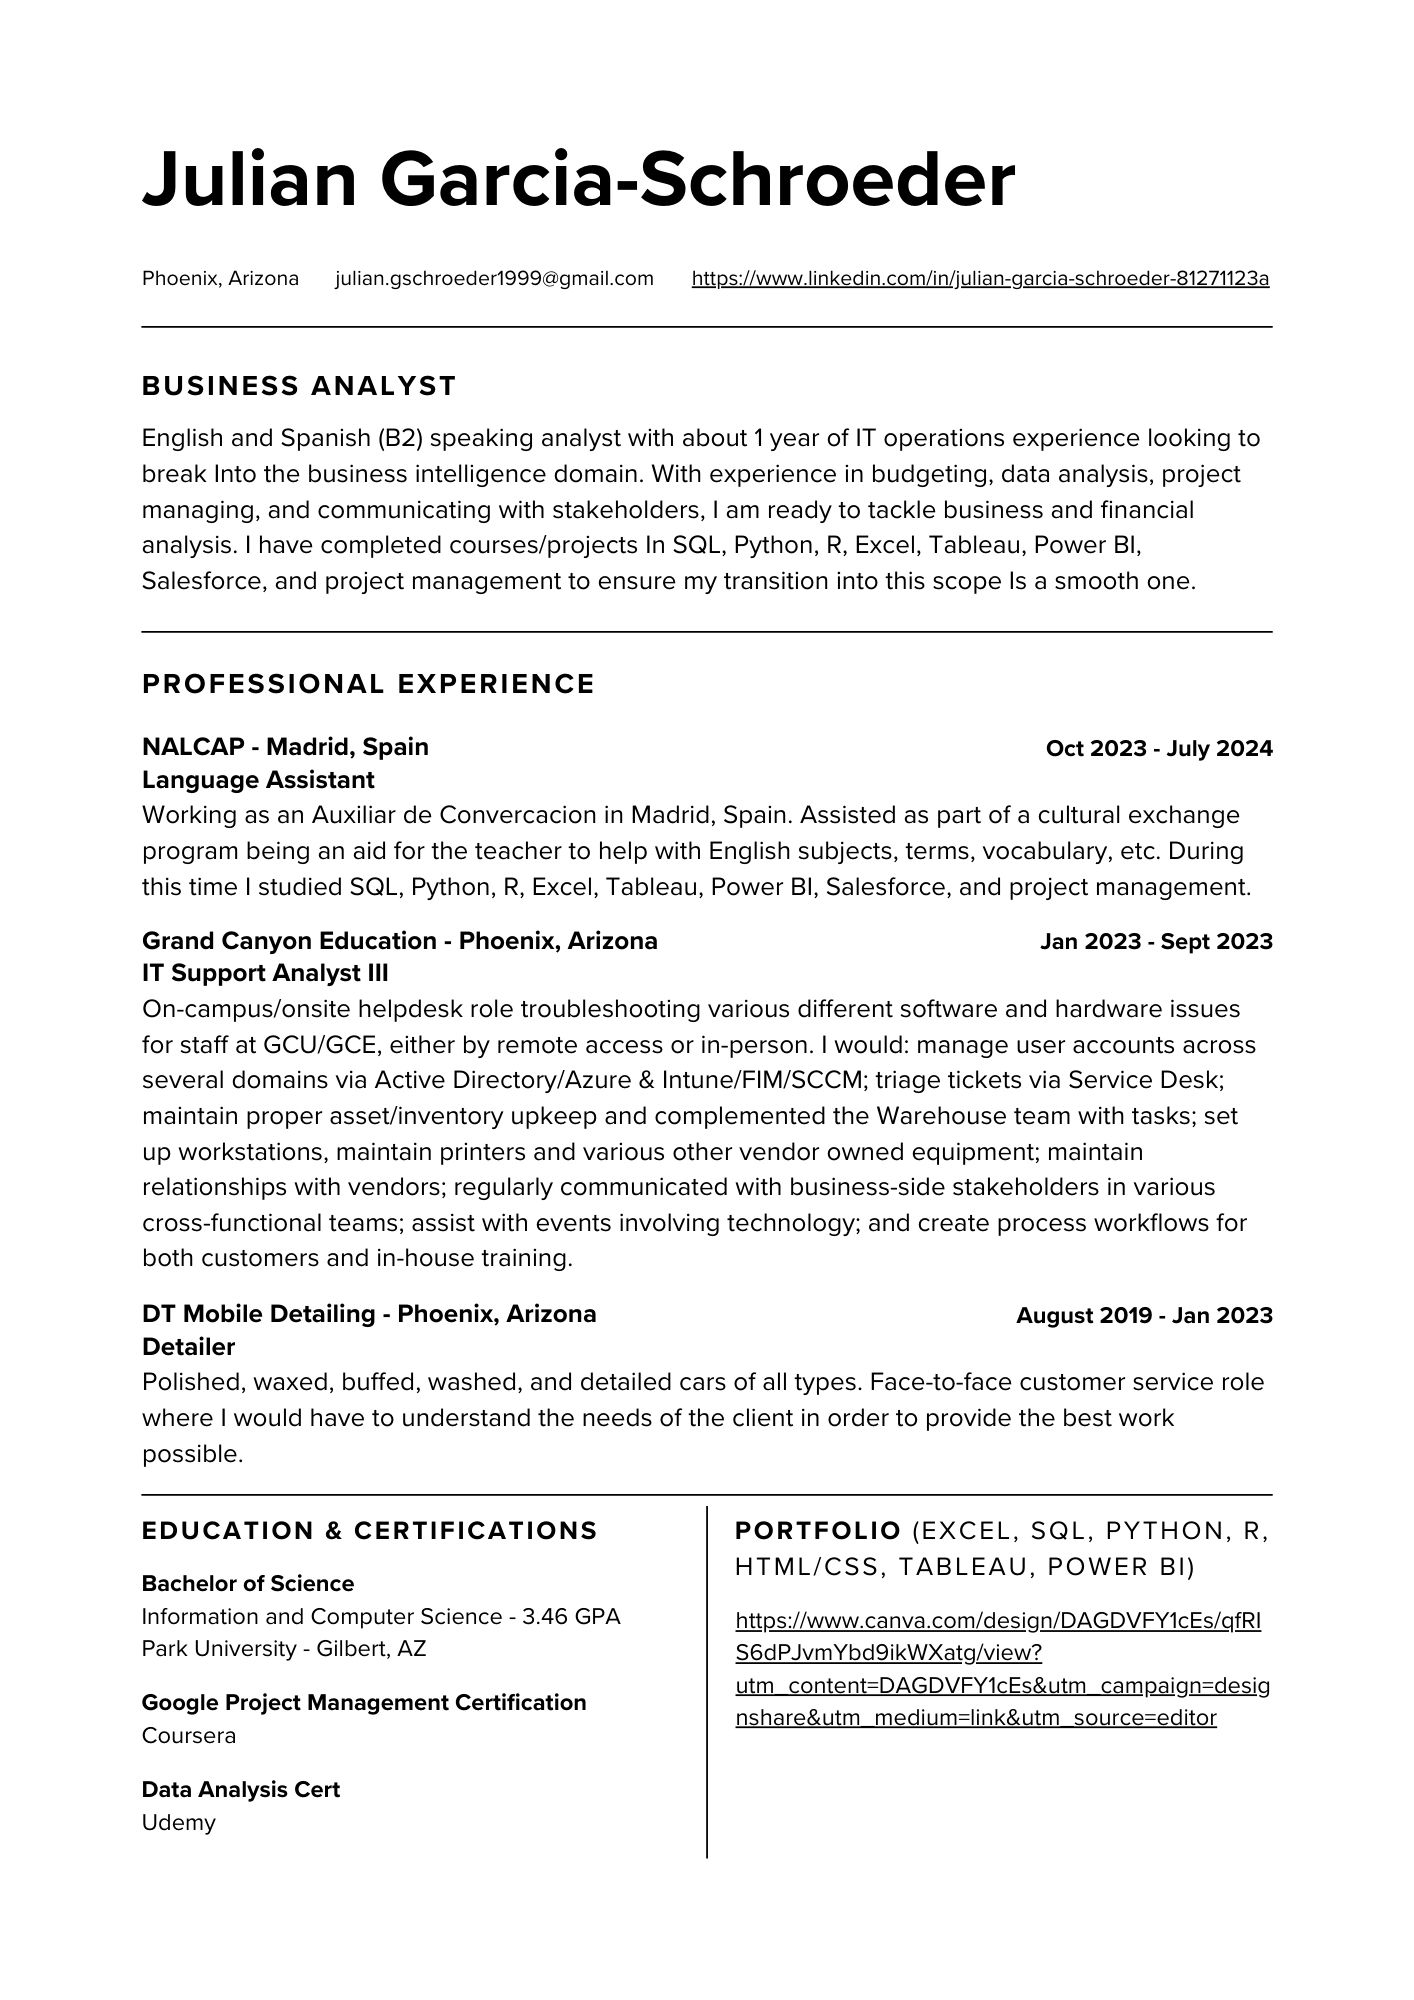 Julian Garcia-Schroeder
Phoenix, Arizona julian.gschroeder1999@gmail.com https://www.linkedin.com/in/julian-garcia-schroeder-81271123a
BUSINESS ANALYST
English and Spanish (B2) speaking analyst with about 1 year of IT operations experience looking to
break Into the business intelligence domain. With experience in budgeting, data analysis, project
managing, and communicating with stakeholders, I am ready to tackle business and financial
analysis. I have completed courses/projects In SQL, Python, R, Excel, Tableau, Power BI,
Salesforce, and project management to ensure my transition into this scope Is a smooth one.
PROFESSIONAL EXPERIENCE
NALCAP - Madrid, Spain Oct 2023 - July 2024
Language Assistant
Working as an Auxiliar de Convercacion in Madrid, Spain. Assisted as part of a cultural exchange
program being an aid for the teacher to help with English subjects, terms, vocabulary, etc. During
this time I studied SQL, Python, R, Excel, Tableau, Power BI, Salesforce, and project management.
Grand Canyon Education - Phoenix, Arizona Jan 2023 - Sept 2023
IT Support Analyst III
On-campus/onsite helpdesk role troubleshooting various different software and hardware issues
for staff at GCU/GCE, either by remote access or in-person. I would: manage user accounts across
several domains via Active Directory/Azure & Intune/FIM/SCCM; triage tickets via Service Desk;
maintain proper asset/inventory upkeep and complemented the Warehouse team with tasks; set
up workstations, maintain printers and various other vendor owned equipment; maintain
relationships with vendors; regularly communicated with business-side stakeholders in various
cross-functional teams; assist with events involving technology; and create process workflows for
both customers and in-house training.
DT Mobile Detailing - Phoenix, Arizona August 2019 - Jan 2023
Detailer
Polished, waxed, buffed, washed, and detailed cars of all types. Face-to-face customer service role
where I would have to understand the needs of the client in order to provide the best work
possible.
EDUCATION & CERTIFICATIONS
Bachelor of Science
Information and Computer Science - 3.46 GPA
Park University - Gilbert, AZ
Google Project Management Certification
Coursera
Data Analysis Cert
Udemy
PORTFOLIO (EXCEL, SQL, PYTHON, R,
HTML/CSS, TABLEAU, POWER BI)
https://www.canva.com/design/DAGDVFY1cEs/qfRI
S6dPJvmYbd9ikWXatg/view?
utm_content=DAGDVFY1cEs&utm_campaign=desig
nshare&utm_medium=link&utm_source=editor